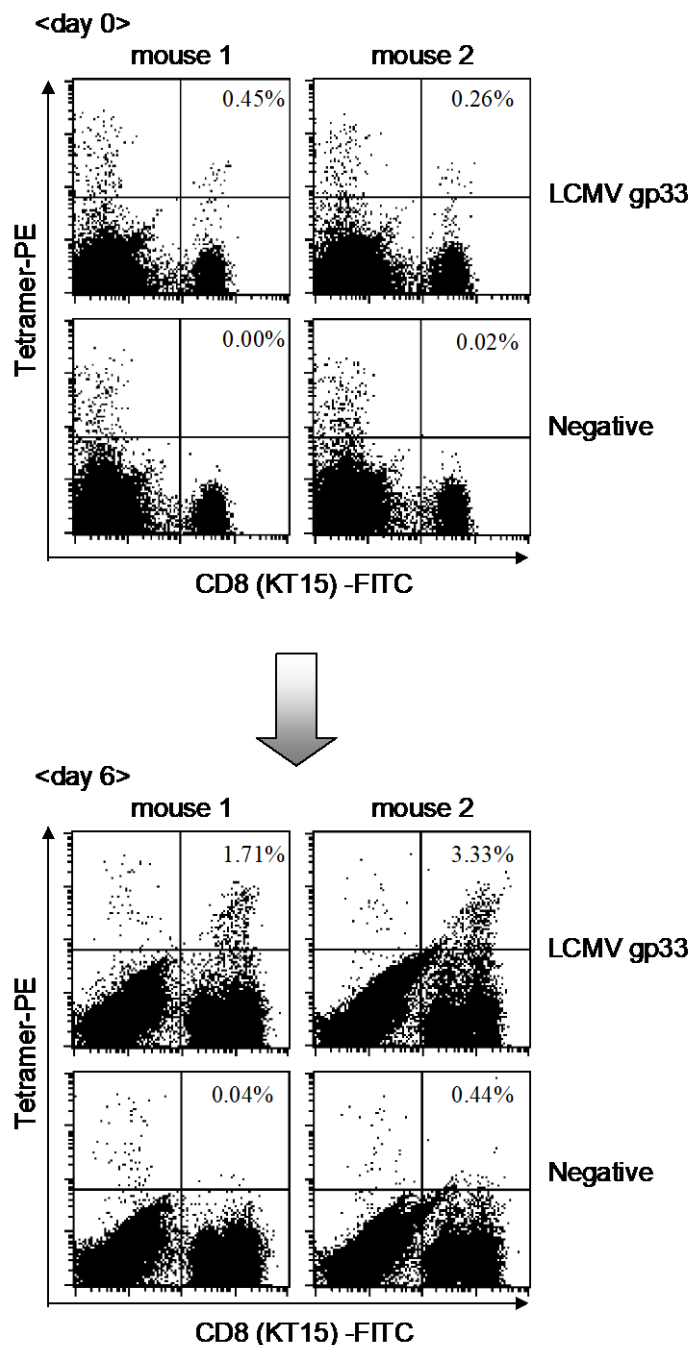 <day 0>
mouse 1 mouse 2
0.45% 0.26%
LCMV gp33
Tetramer-PE
0.00% 0.02%
Negative
CD8 (KT15) -FITC
<day 6>
mouse 1 mouse 2
1.71% 3.33%
LCMV gp33
Tetramer-PE
0.04% 0.44%
Negative
CD8 (KT15) -FITC